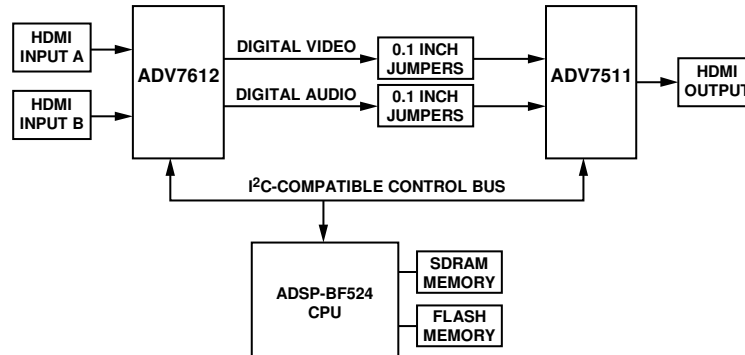 HDMI
INPUT A
HDMI
INPUT B
ADV7612
DIGITAL VIDEO
DIGITAL AUDIO
0.1 INCH
JUMPERS
0.1 INCH
JUMPERS
ADV7511
HDMI
OUTPUT
I²C-COMPATIBLE CONTROL BUS
ADSP-BF524
CPU
SDRAM
MEMORY
FLASH
MEMORY